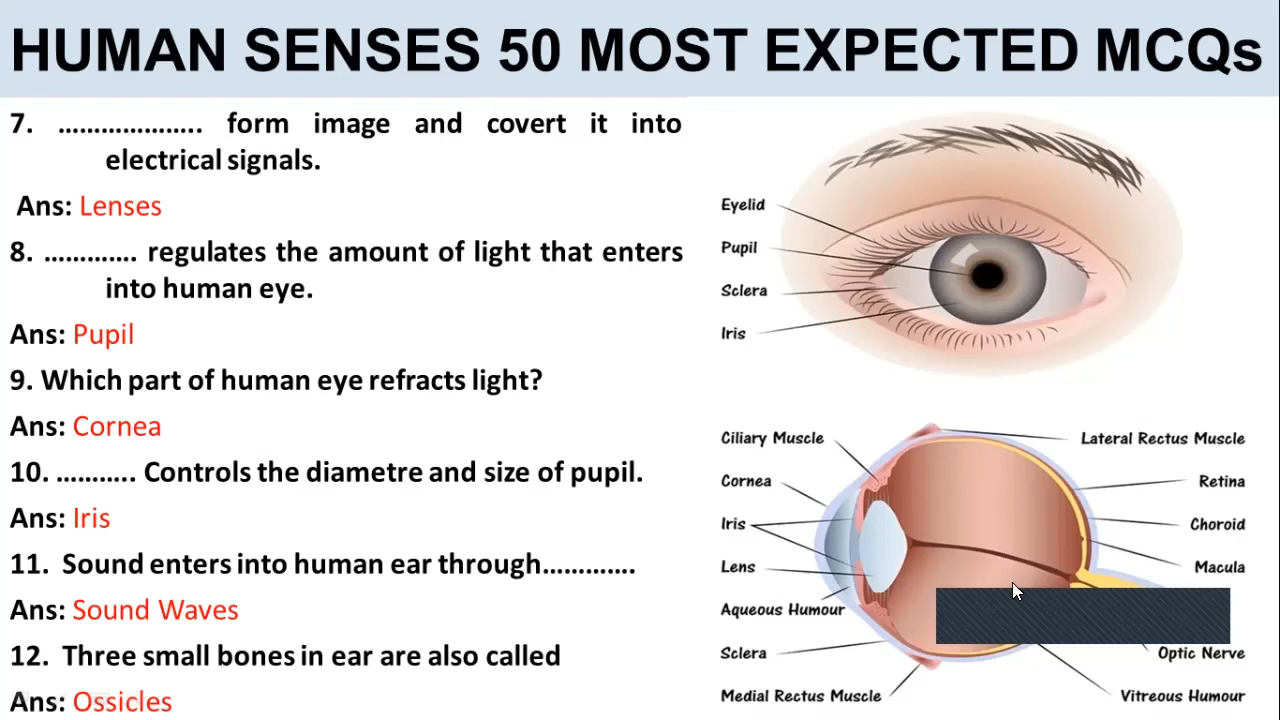 HUMAN SENSES 50 MOST EXPECTED MCQs
7. ……………….. form image and covert it into
electrical signals.
Ans: Lenses
8. …………. regulates the amount of light that enters
into human eye.
Ans: Pupil
9. Which part of human eye refracts light?
Ans: Cornea
10. ……….. Controls the diametre and size of pupil.
Ans: Iris
11. Sound enters into human ear through………….
Ans: Sound Waves
12. Three small bones in ear are also called
Ans: Ossicles
Eyelid
Pupil
Sclera
Iris
Ciliary Muscle
Cornea
Iris
Lens
Aqueous Humour
Sclera
Medial Rectus Muscle
Lateral Rectus Muscle
Retina
Choroid
Macula
Optic Nerve
Vitreous Humour